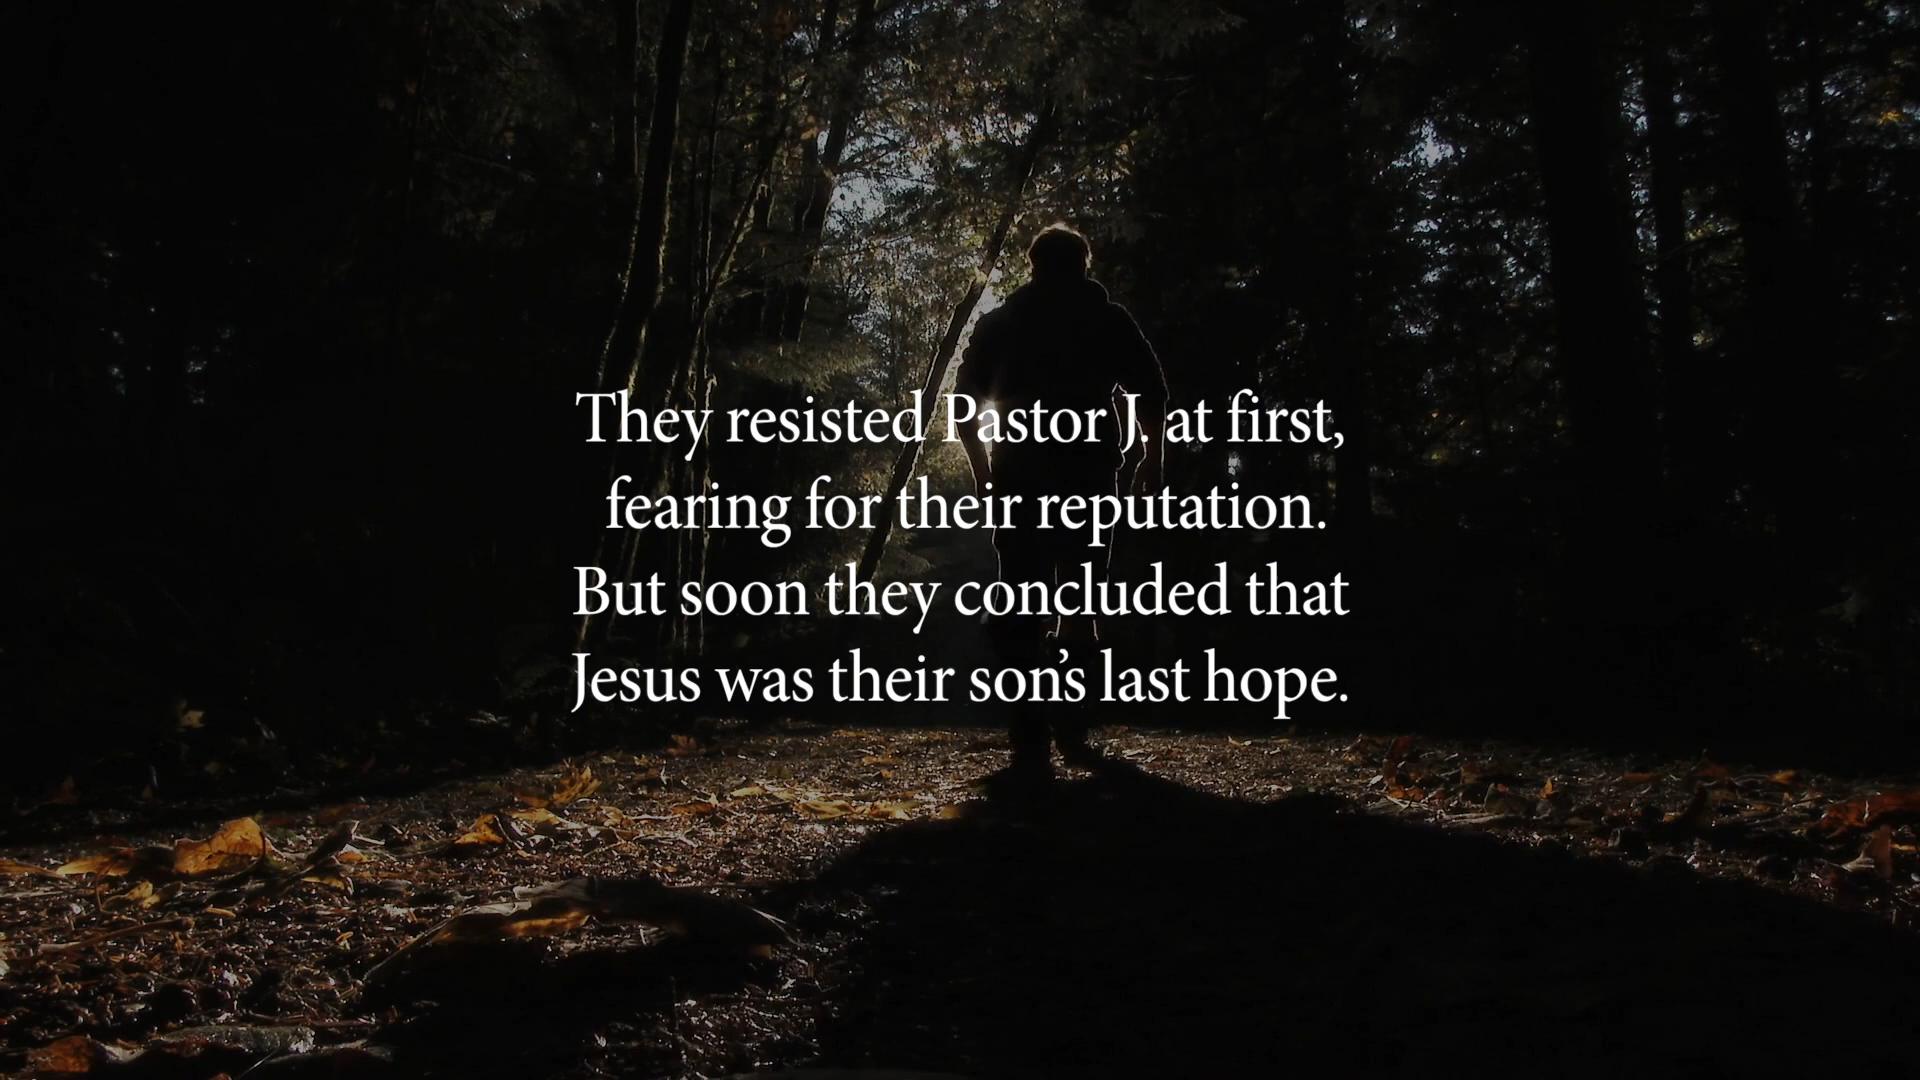 They resisted Pastor J. at first,
fearing for their reputation.
But soon they concluded that
Jesus was their son’s last hope.